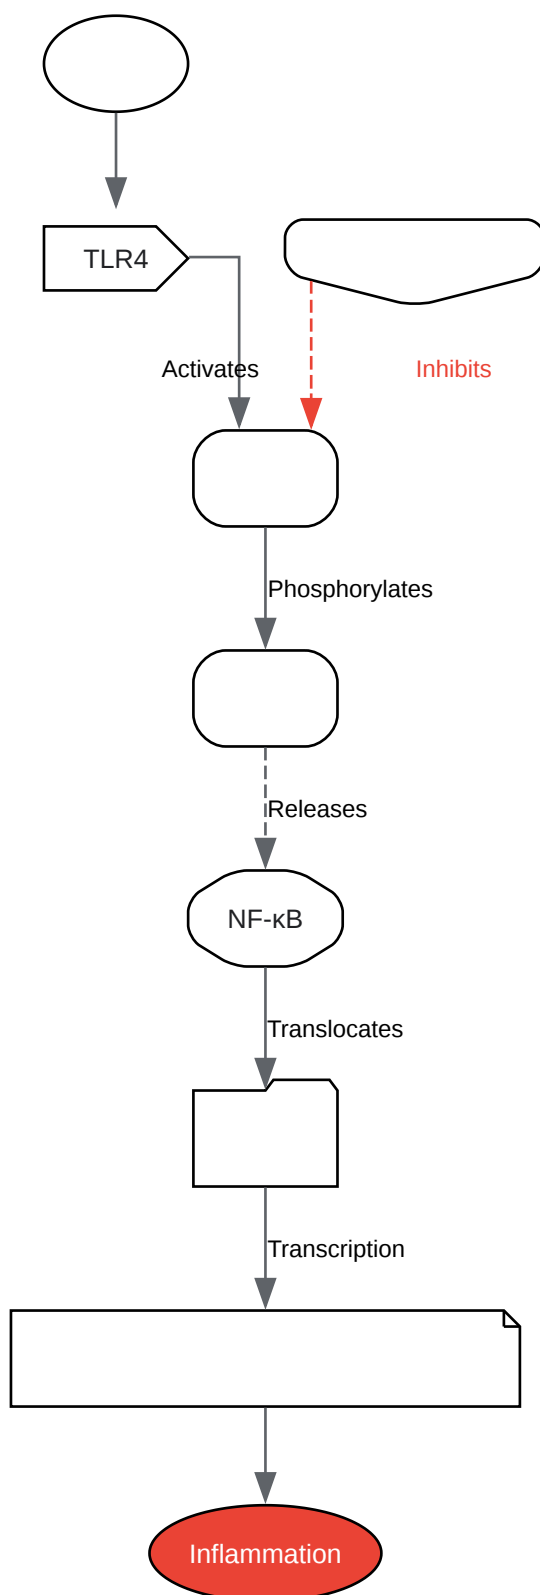 TLR4
Activates
Inhibits
Phosphorylates
Releases
NF-κB
Translocates
Transcription
Inflammation